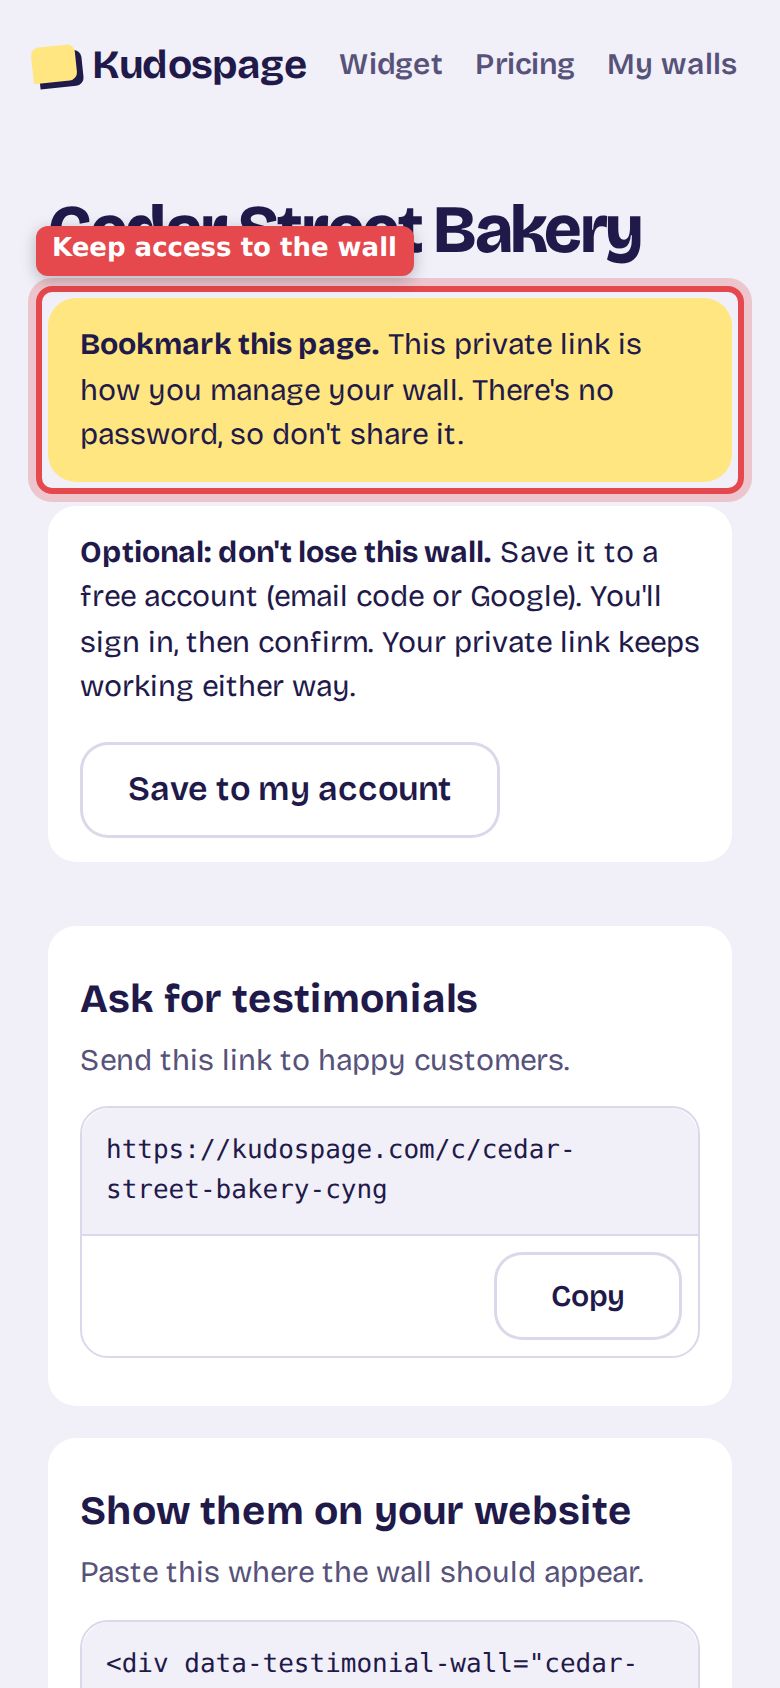 Kudospage Widget Pricing My walls
Cedar Street Bakery
Keep access to the wall
Bookmark this page. This private link is
how you manage your wall. There's no
password, so don't share it.
Optional: don't lose this wall. Save it to a
free account (email code or Google). You'll
sign in, then confirm. Your private link keeps
working either way.
Save to my account
Ask for testimonials
Send this link to happy customers.
https://kudospage.com/c/cedar-
street-bakery-cyng
Copy
Show them on your website
Paste this where the wall should appear.
<div data-testimonial-wall="cedar-